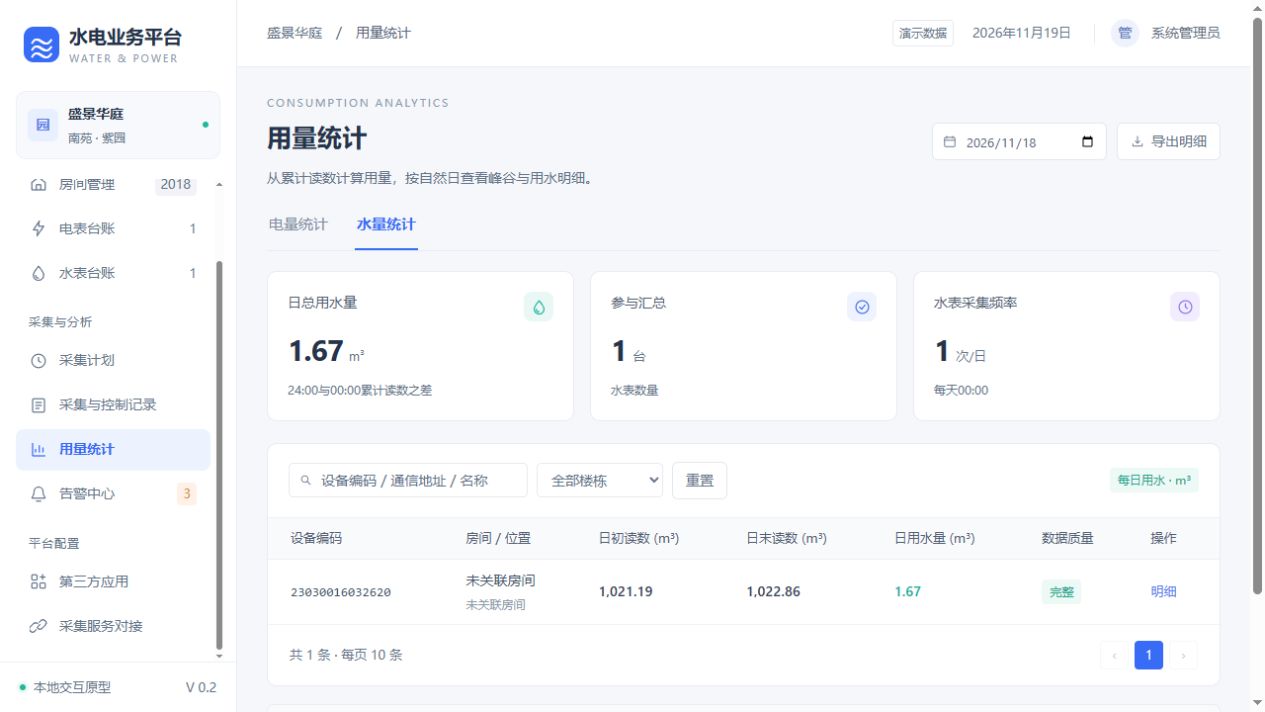 水电业务平台
WATER & POWER
盛景华庭
南苑 · 紫园
房间管理 2018
电表台账 1
水表台账 1
采集与分析
采集计划
采集与控制记录
用量统计
告警中心 3
平台配置
第三方应用
采集服务对接
本地交互原型 V 0.2
盛景华庭 / 用量统计
演示数据 2026年11月19日 管 系统管理员
CONSUMPTION ANALYTICS
用量统计
2026/11/18 导出明细
从累计读数计算用量，按自然日查看峰谷与用水明细。
电量统计 水量统计
日总用水量
1.67 m³
24:00与00:00累计读数之差
参与汇总
1 台
水表数量
水表采集频率
1 次/日
每天00:00
设备编码 / 通信地址 / 名称 全部楼栋 重置 每日用水 · m³
设备编码 房间 / 位置 日初读数 (m³) 日末读数 (m³) 日用水量 (m³) 数据质量 操作
23030016032620 未关联房间 1,021.19 1,022.86 1.67 完整 明细
未关联房间
共 1 条 · 每页 10 条 ‹ 1 ›
园